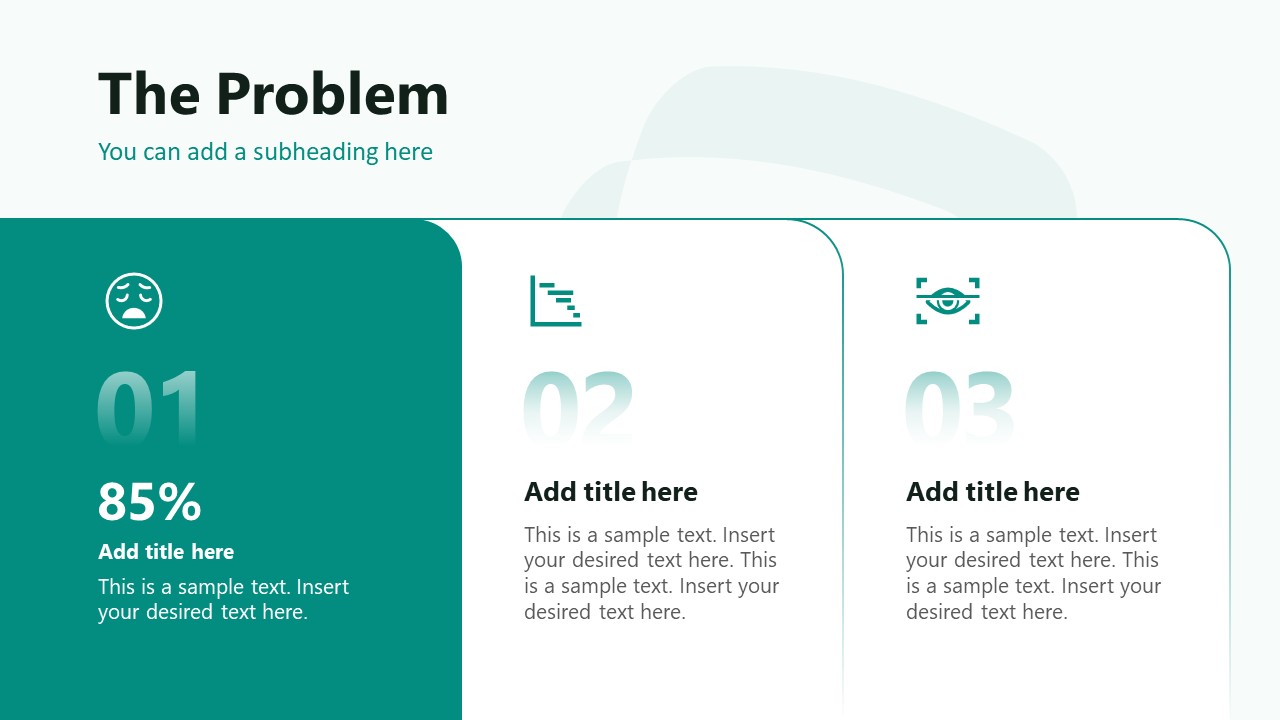 The Problem
You can add a subheading here
01
85%
Add title here
This is a sample text. Insert
your desired text here.
02
Add title here
This is a sample text. Insert
your desired text here. This
is a sample text. Insert your
desired text here.
03
Add title here
This is a sample text. Insert
your desired text here. This
is a sample text. Insert your
desired text here.